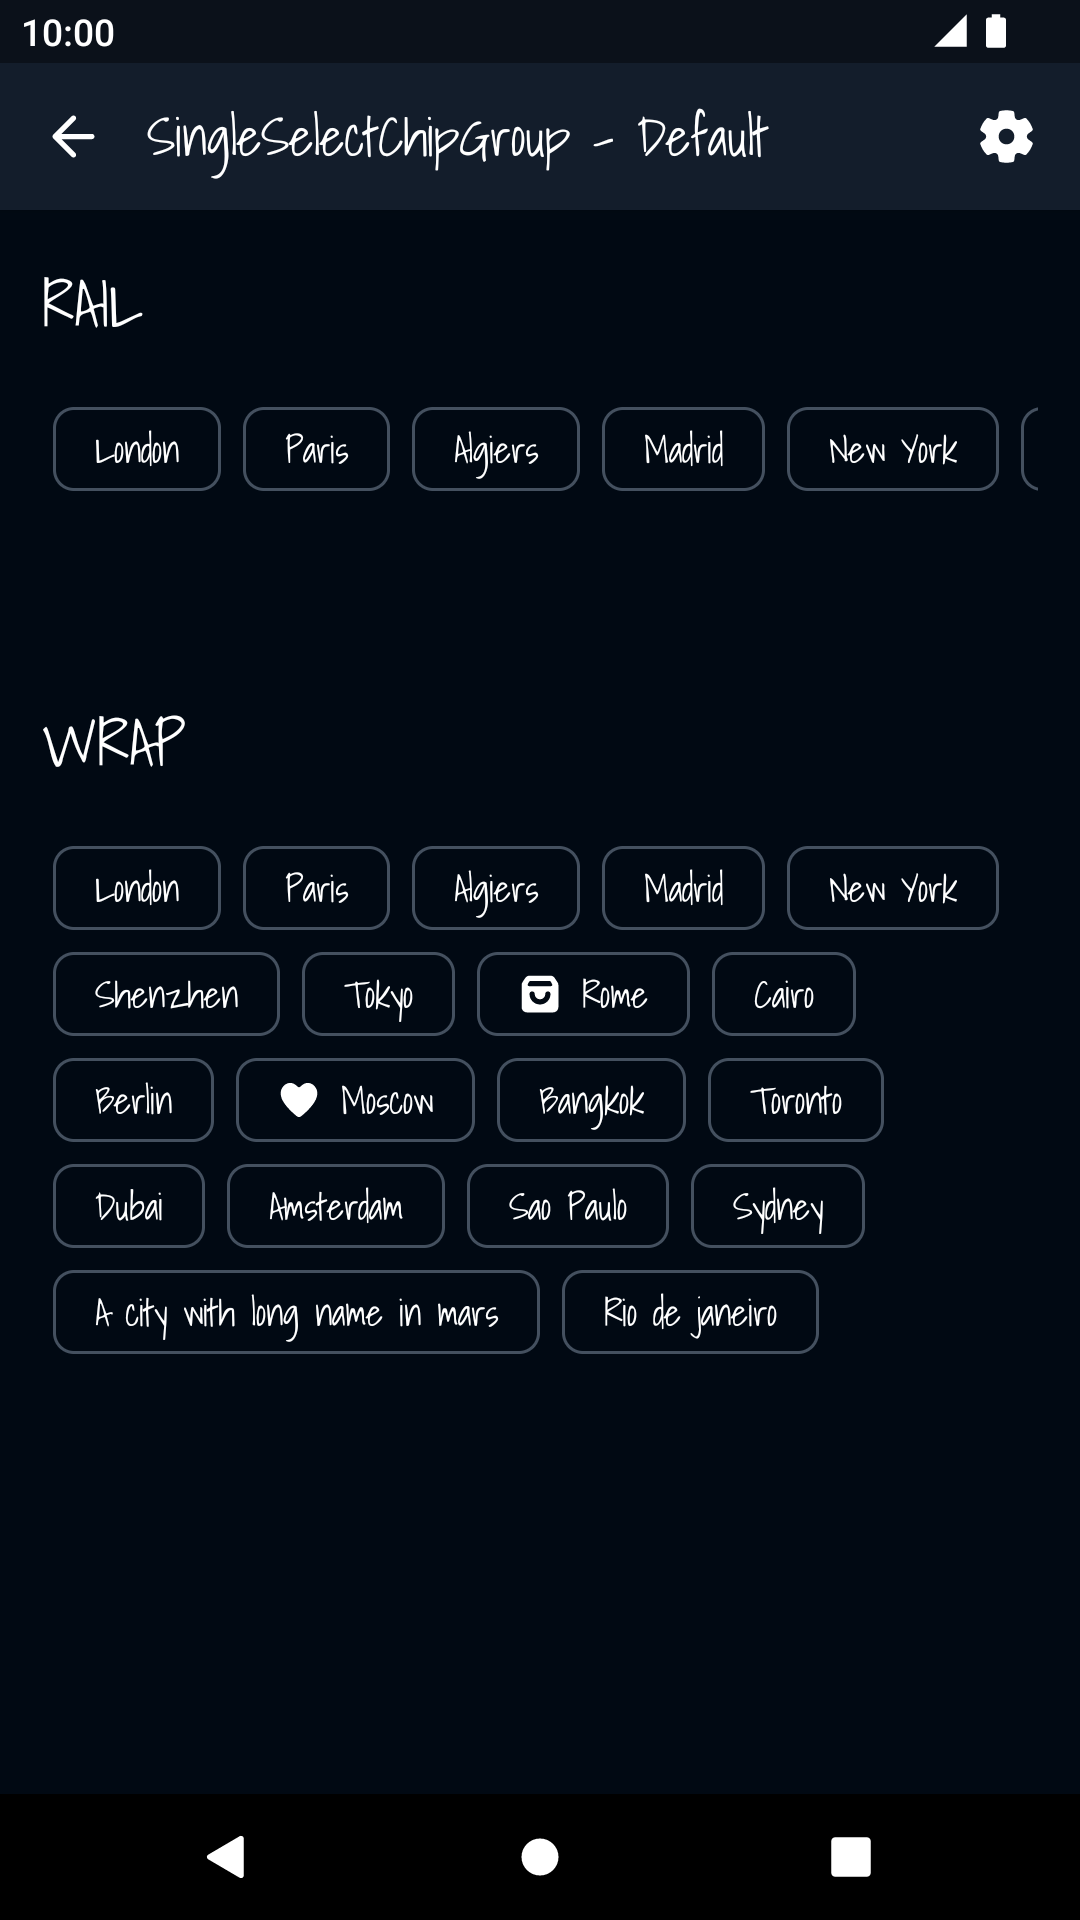 10:00
SingleSelectChipGroup - Default
RAIL
London Paris Algiers Madrid New York
WRAP
London Paris Algiers Madrid New York
Shenzhen Tokyo Rome Cairo
Berlin Moscow Bangkok Toronto
Dubai Amsterdam Sao Paulo Sydney
A city with long name in mars Rio de janeiro